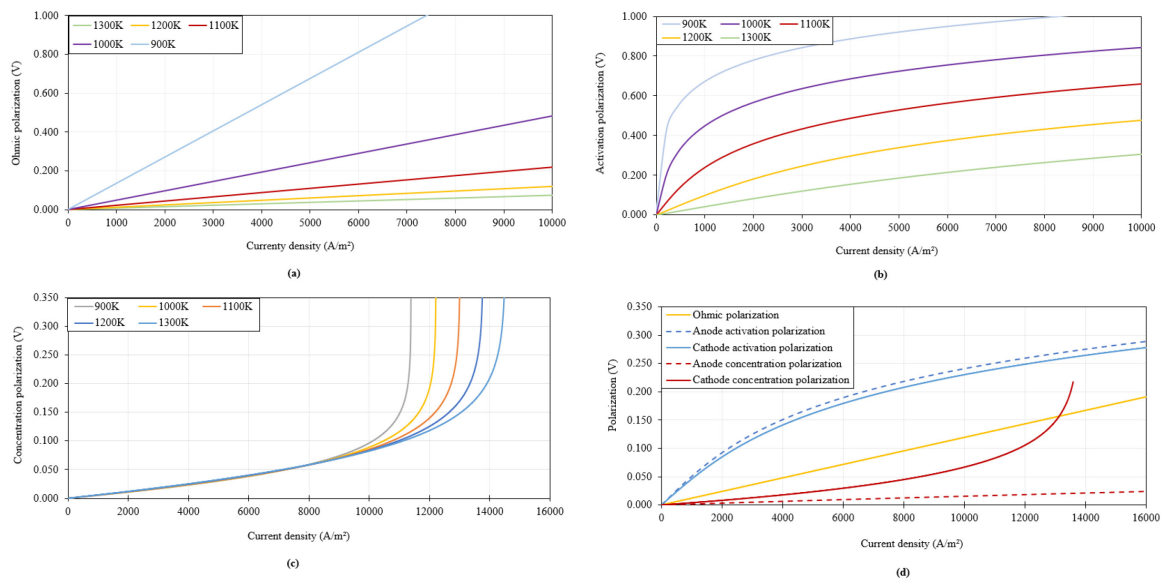 1.000
0.800
0.600
0.400
0.200
0.000
Ohmic polarization (V)
1300K 1200K 1100K
1000K 900K
0 1000 2000 3000 4000 5000 6000 7000 8000 9000 10000
Currenty density (A/m²)
(a)
1.000
0.800
0.600
0.400
0.200
0.000
Activation polarization (V)
900K 1000K 1100K
1200K 1300K
0 1000 2000 3000 4000 5000 6000 7000 8000 9000 10000
Current density (A/m²)
(b)
0.350
0.300
0.250
0.200
0.150
0.100
0.050
0.000
Concentration polarization (V)
900K 1000K 1100K
1200K 1300K
0 2000 4000 6000 8000 10000 12000 14000 16000
Current density (A/m²)
(c)
0.350
0.300
0.250
0.200
0.150
0.100
0.050
0.000
Polarization (V)
Ohmic polarization
Anode activation polarization
Cathode activation polarization
Anode concentration polarization
Cathode concentration polarization
0 2000 4000 6000 8000 10000 12000 14000 16000
Current density (A/m²)
(d)